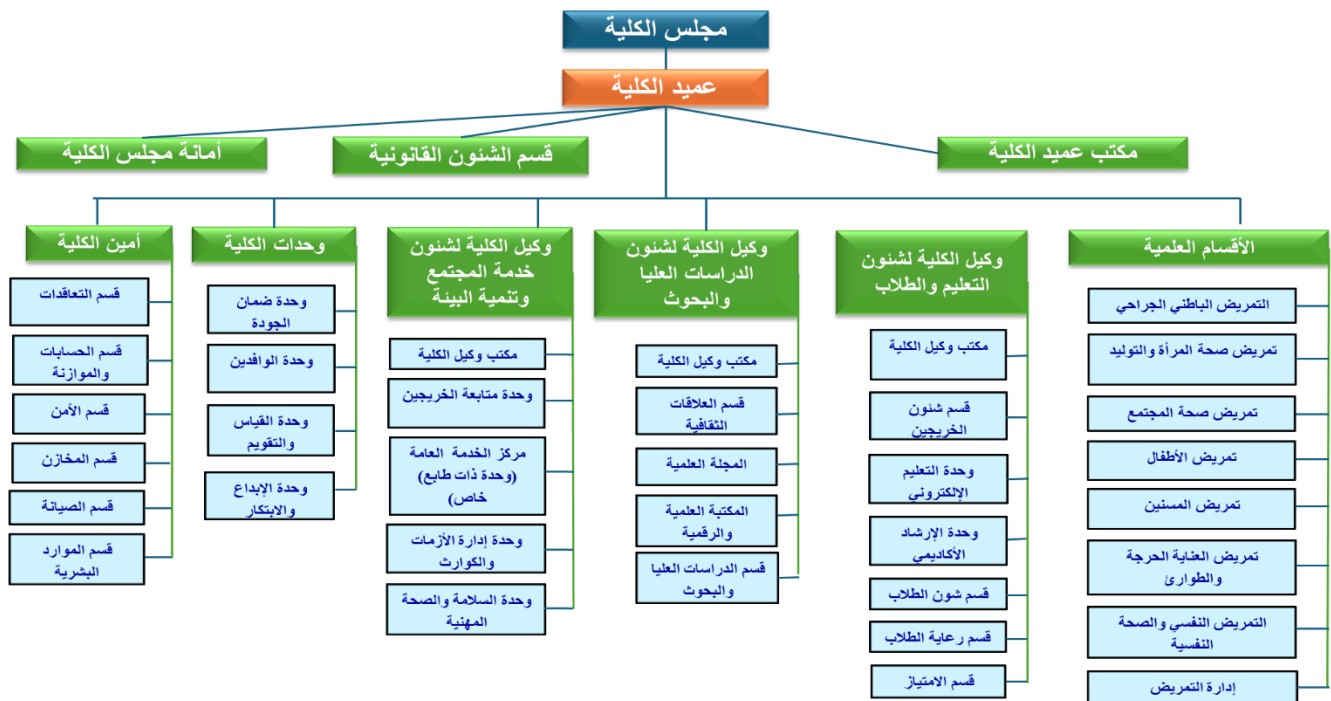 مجلس الكلية
عميد الكلية
مكتب عميد الكلية
قسم الشئون القانونية
أمانة مجلس الكلية
الأقسام العلمية
التمريض الباطني الجراحي
تمريض صحة المرأة والتوليد
تمريض صحة المجتمع
تمريض الأطفال
تمريض المسنين
تمريض العناية الحرجة
والطوارئ
التمريض النفسي والصحة
النفسية
إدارة التمريض
وكيل الكلية لشئون
التعليم والطلاب
مكتب وكيل الكلية
قسم شئون
الخريجين
وحدة التعليم
الإلكتروني
وحدة الإرشاد
الأكاديمي
قسم شون الطلاب
قسم رعاية الطلاب
قسم الامتياز
وكيل الكلية لشئون
الدراسات العليا
والبحوث
مكتب وكيل الكلية
قسم العلاقات
الثقافية
المجلة العلمية
المكتبة العلمية
والرقمية
قسم الدراسات العليا
والبحوث
وكيل الكلية لشئون
خدمة المجتمع
وتنمية البيئة
مكتب وكيل الكلية
وحدة متابعة الخريجين
مركز الخدمة العامة
(وحدة ذات طابع
خاص)
وحدة إدارة الأزمات
والكوارث
وحدة السلامة والصحة
المهنية
وحدات الكلية
وحدة ضمان
الجودة
وحدة الوافدين
وحدة القياس
والتقويم
وحدة الإبداع
والابتكار
أمين الكلية
قسم التعاقدات
قسم الحسابات
والموازنة
قسم الأمن
قسم المخازن
قسم الصيانة
قسم الموارد
البشرية